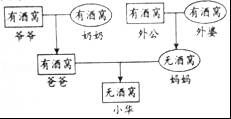 有酒窝 有酒窝 有酒窝 有酒窝
爷爷 奶奶 外公 外婆
有酒窝 无酒窝
爸爸 妈妈
无酒窝
小华